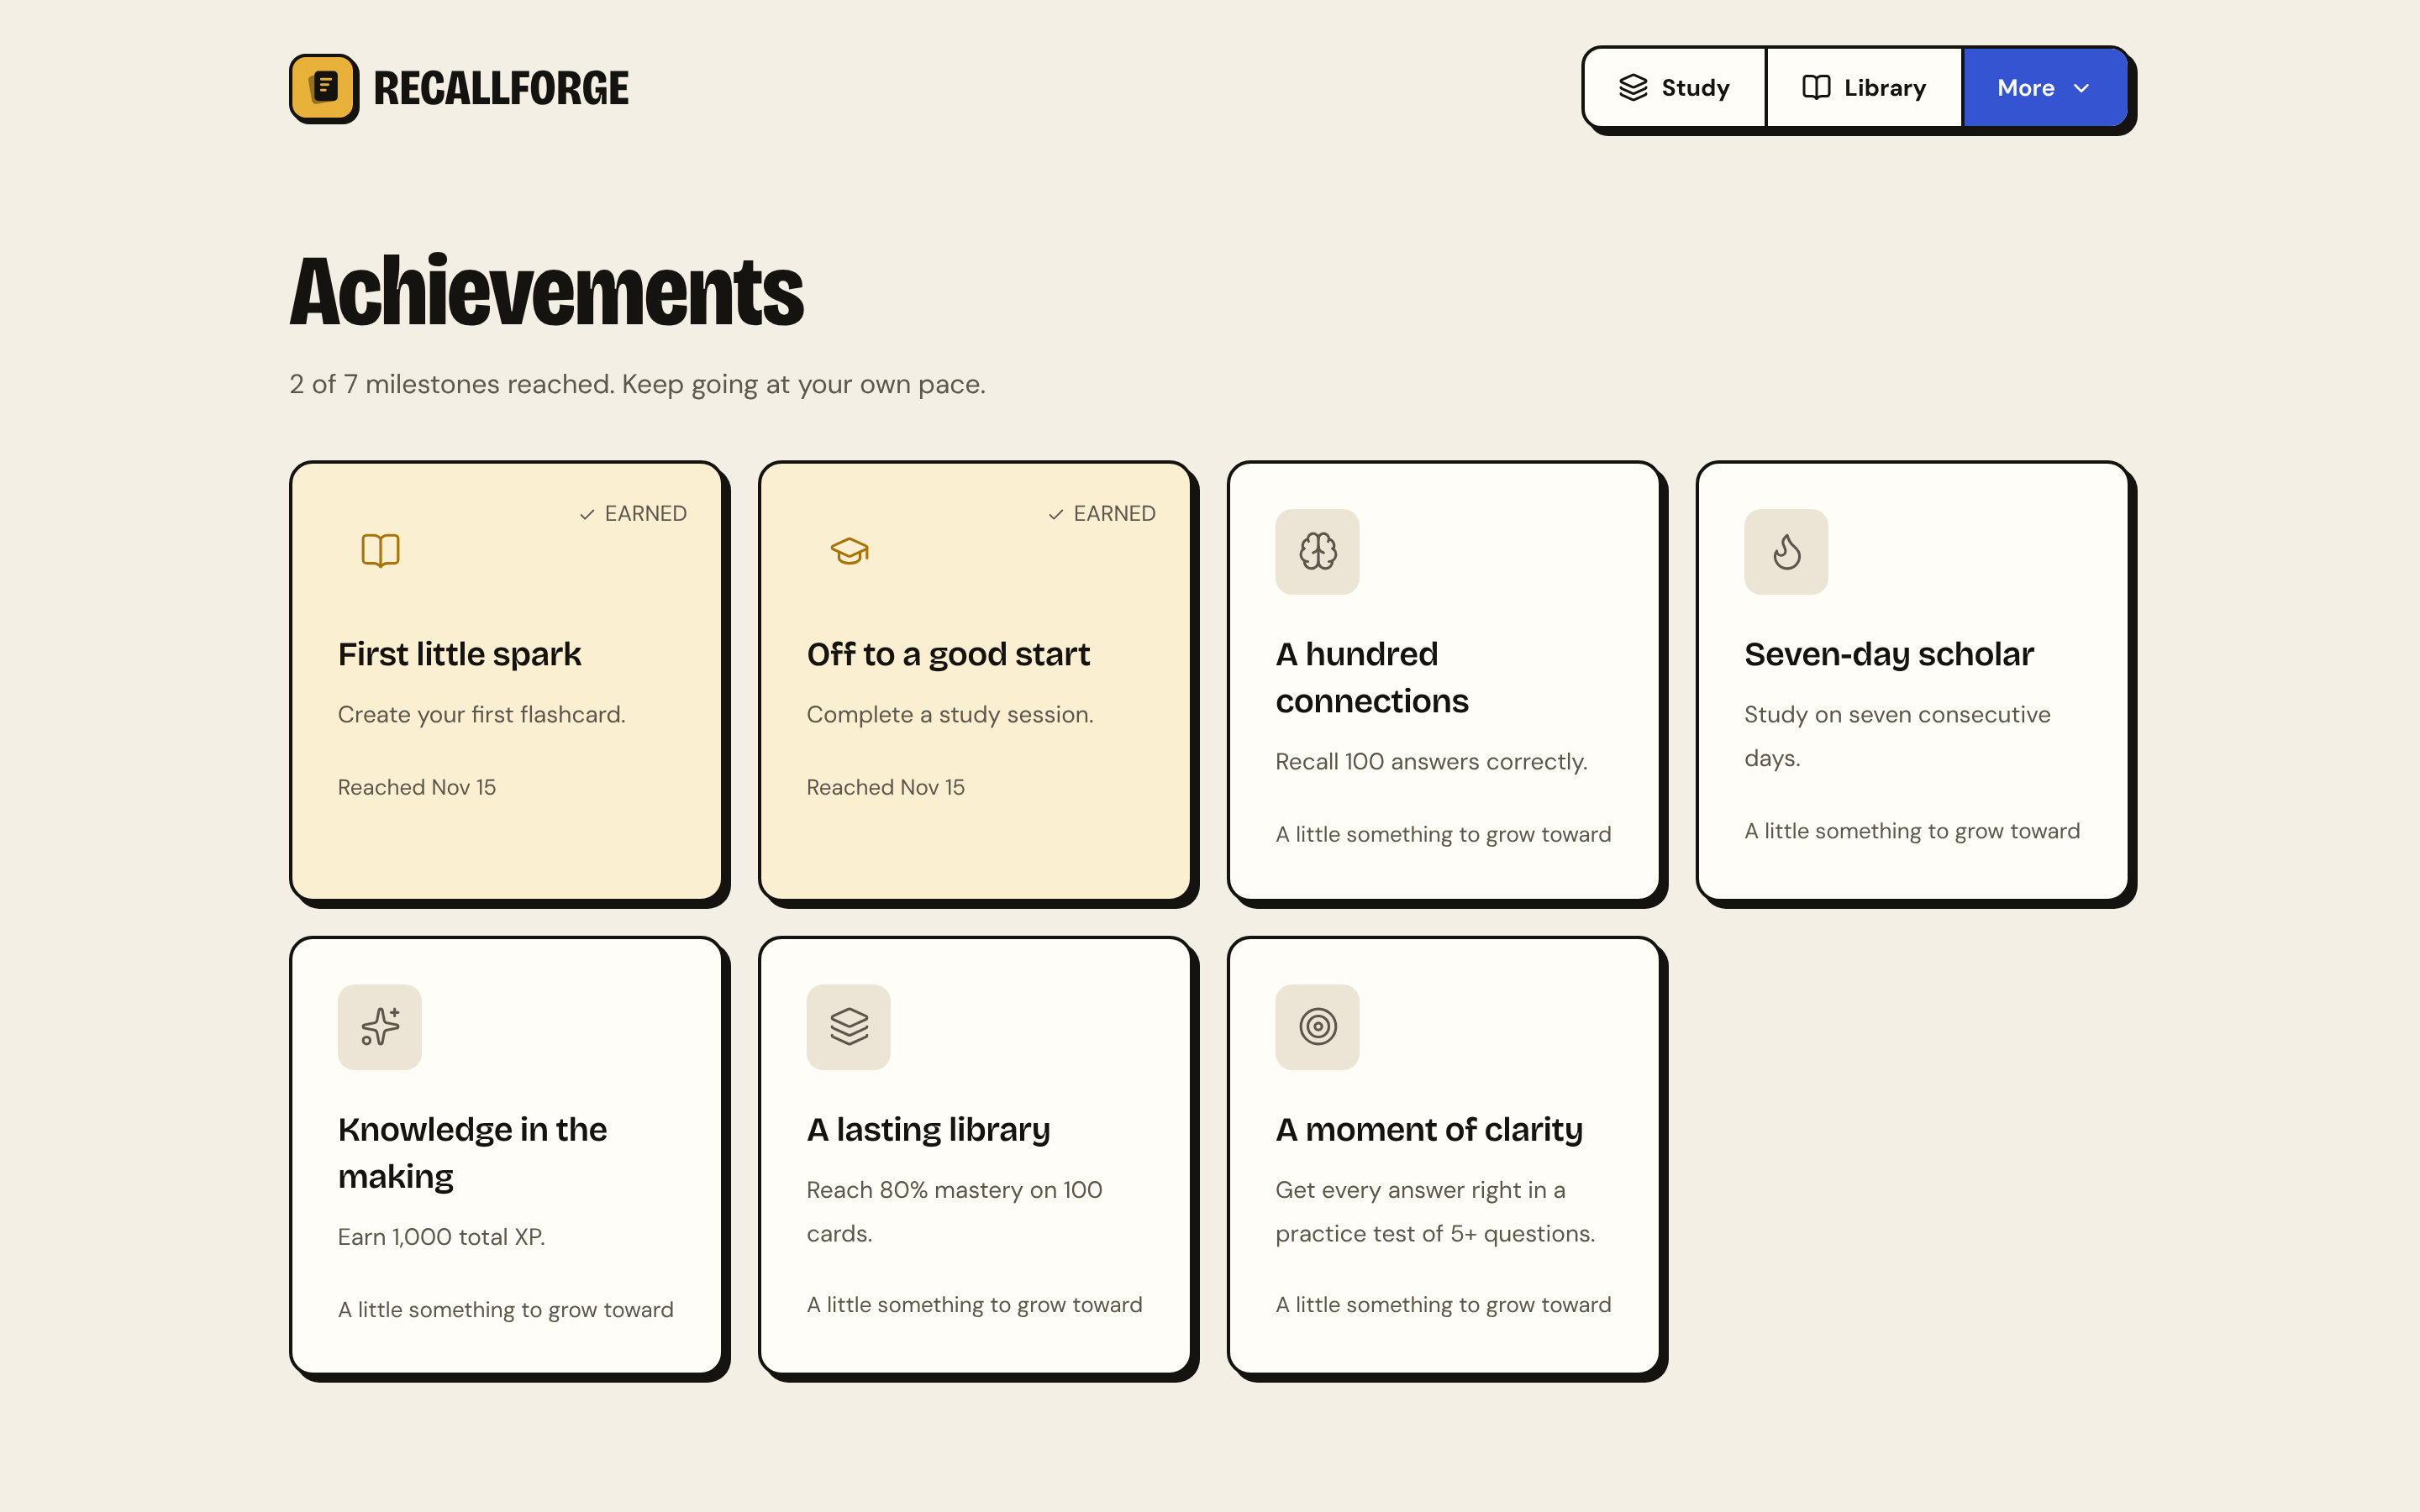 RECALLFORGE
Study
Library
More
Achievements
2 of 7 milestones reached. Keep going at your own pace.
EARNED
First little spark
Create your first flashcard.
Reached Nov 15
EARNED
Off to a good start
Complete a study session.
Reached Nov 15
A hundred
connections
Recall 100 answers correctly.
A little something to grow toward
Seven-day scholar
Study on seven consecutive
days.
A little something to grow toward
Knowledge in the
making
Earn 1,000 total XP.
A little something to grow toward
A lasting library
Reach 80% mastery on 100
cards.
A little something to grow toward
A moment of clarity
Get every answer right in a
practice test of 5+ questions.
A little something to grow toward